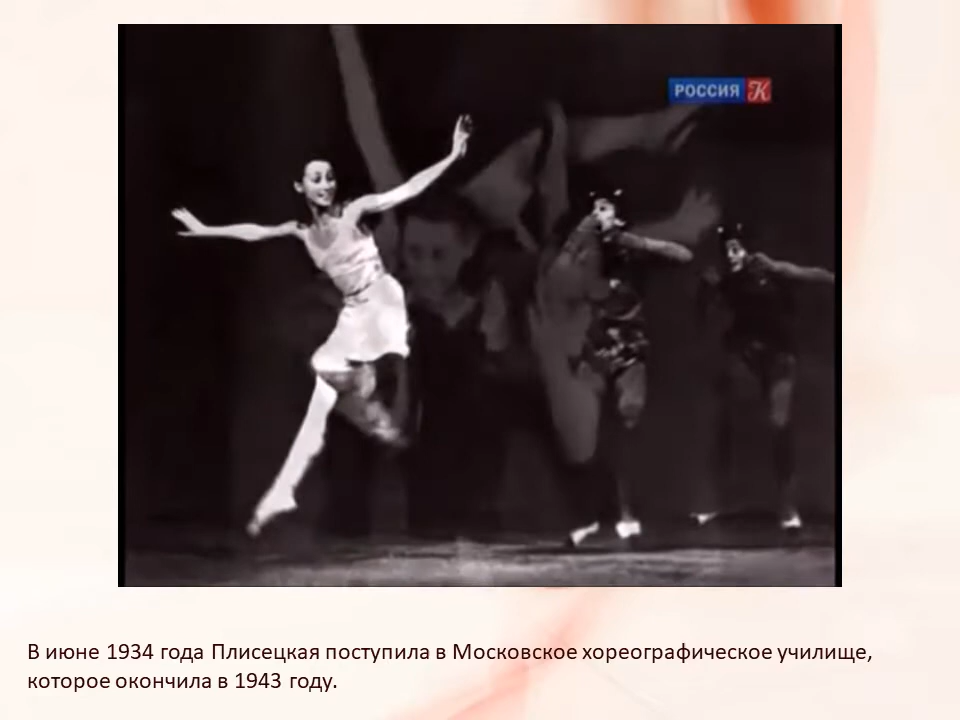 РОССИЯ К
В июне 1934 года Плисецкая поступила в Московское хореографическое училище,
которое окончила в 1943 году.